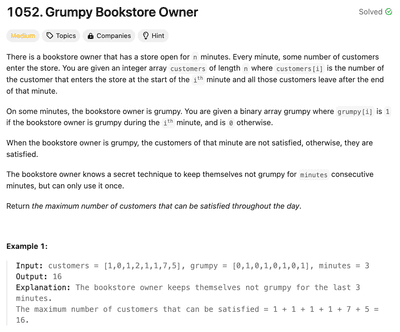 1052. Grumpy Bookstore Owner
Solved
Medium Topics Companies Hint
There is a bookstore owner that has a store open for n minutes. Every minute, some number of customers
enter the store. You are given an integer array customers of length n where customers[i] is the number of
the customer that enters the store at the start of the ith minute and all those customers leave after the end
of that minute.
On some minutes, the bookstore owner is grumpy. You are given a binary array grumpy where grumpy[i] is 1
if the bookstore owner is grumpy during the ith minute, and is 0 otherwise.
When the bookstore owner is grumpy, the customers of that minute are not satisfied, otherwise, they are
satisfied.
The bookstore owner knows a secret technique to keep themselves not grumpy for minutes consecutive
minutes, but can only use it once.
Return the maximum number of customers that can be satisfied throughout the day.
Example 1:
Input: customers = [1,0,1,2,1,1,7,5], grumpy = [0,1,0,1,0,1,0,1], minutes = 3
Output: 16
Explanation: The bookstore owner keeps themselves not grumpy for the last 3
minutes.
The maximum number of customers that can be satisfied = 1 + 1 + 1 + 1 + 7 + 5 =
16.